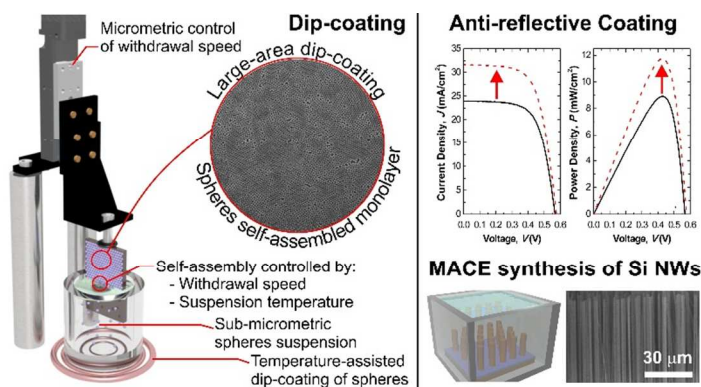 Dip-coating
Micrometric control
of withdrawal speed
Large-area dip-coating
Spheres self-assembled monolayer
Self-assembly controlled by:
- Withdrawal speed
- Suspension temperature
Sub-micrometric
spheres suspension
Temperature-assisted
dip-coating of spheres
Anti-reflective Coating
Current Density, J (mA/cm²)
35
30
25
20
15
10
5
0
0.0 0.1 0.2 0.3 0.4 0.5 0.6
Voltage, V(V)
Power Density, P (mW/cm²)
12
10
8
6
4
2
0
0.0 0.1 0.2 0.3 0.4 0.5 0.6
Voltage, V(V)
MACE synthesis of Si NWs
30 μm